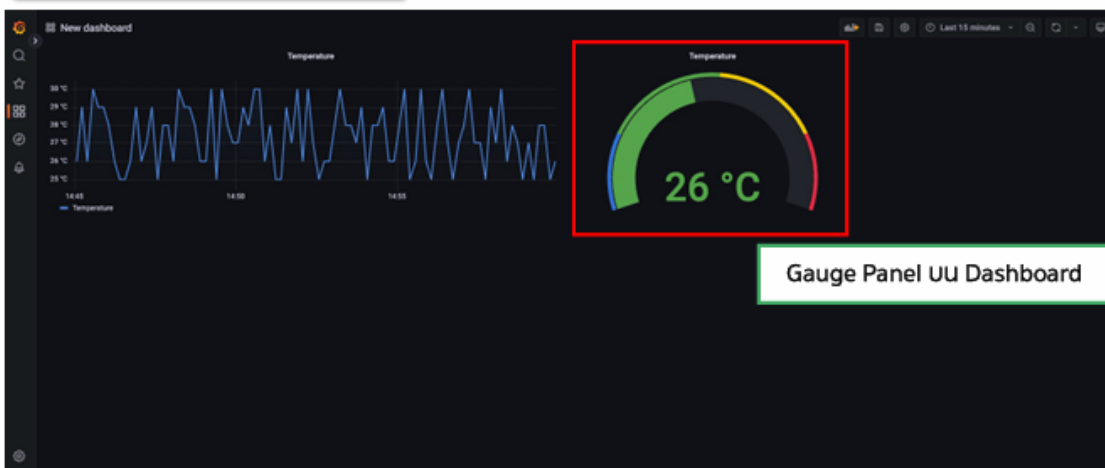 New dashboard
Last 15 minutes
Temperature
30 °C
29 °C
28 °C
27 °C
26 °C
25 °C
14:45
14:50
14:55
Temperature
Temperature
26 °C
Gauge Panel บน Dashboard